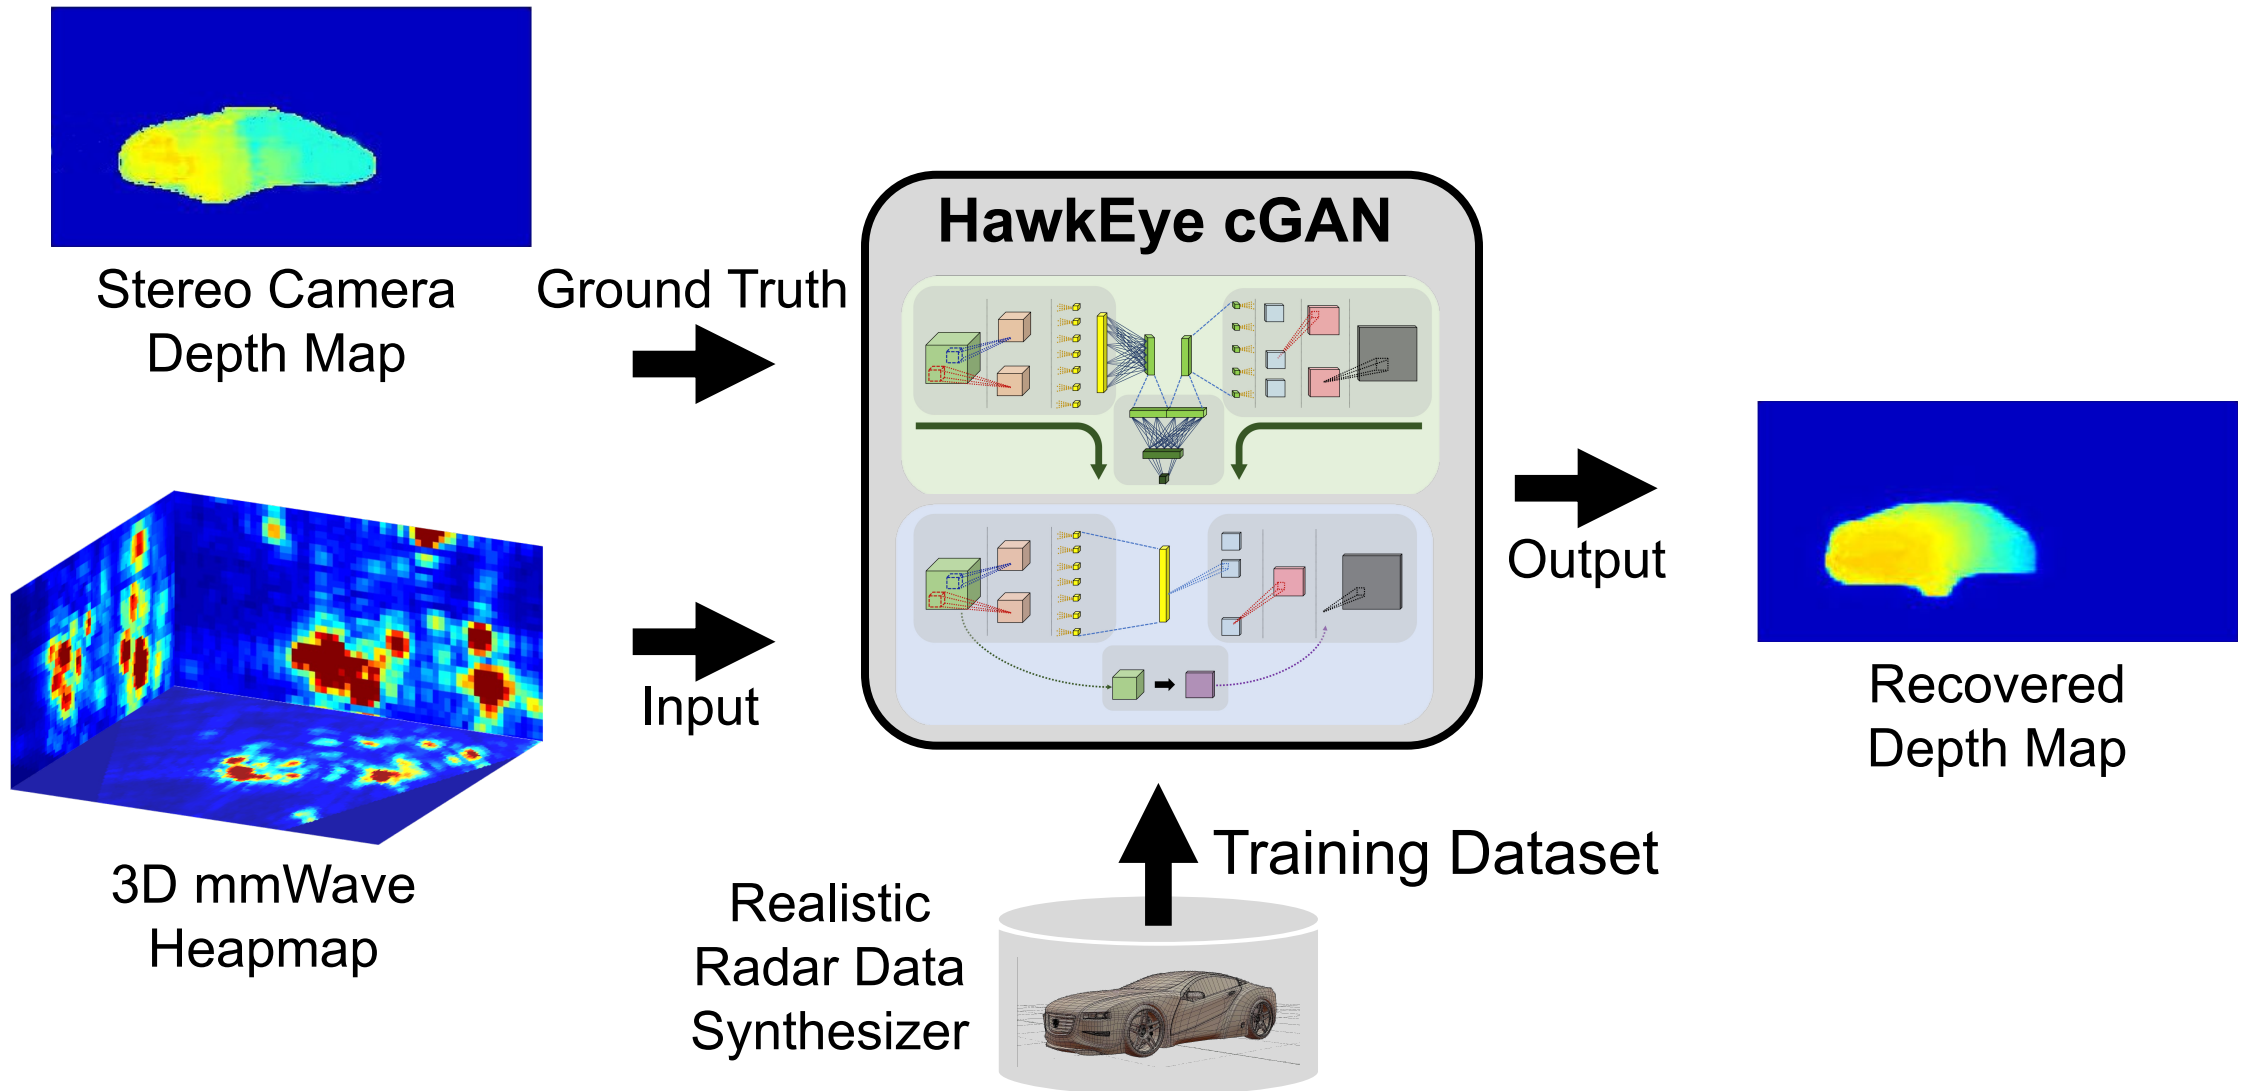 HawkEye cGAN
Stereo Camera
Depth Map
Ground Truth
3D mmWave
Heapmap
Input
Output
Recovered
Depth Map
Training Dataset
Realistic
Radar Data
Synthesizer